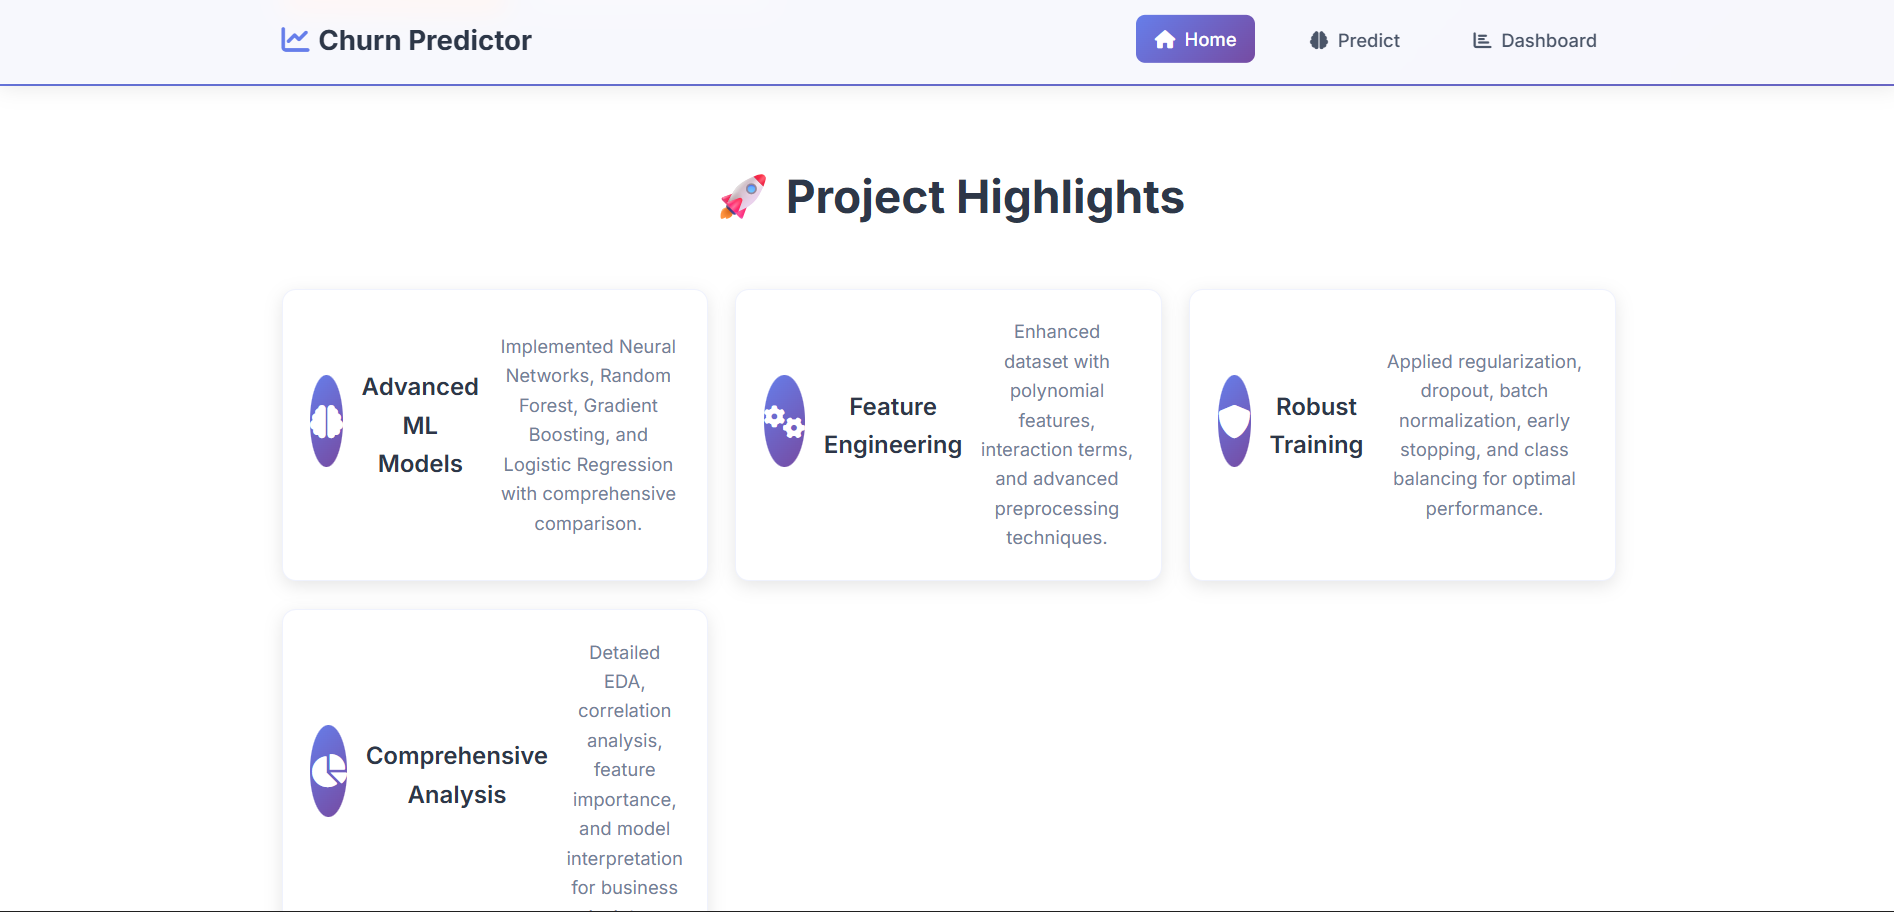 Churn Predictor
Home
Predict
Dashboard
Project Highlights
Advanced
ML
Models
Implemented Neural
Networks, Random
Forest, Gradient
Boosting, and
Logistic Regression
with comprehensive
comparison.
Feature
Engineering
Enhanced
dataset with
polynomial
features,
interaction terms,
and advanced
preprocessing
techniques.
Robust
Training
Applied regularization,
dropout, batch
normalization, early
stopping, and class
balancing for optimal
performance.
Comprehensive
Analysis
Detailed
EDA,
correlation
analysis,
feature
importance,
and model
interpretation
for business